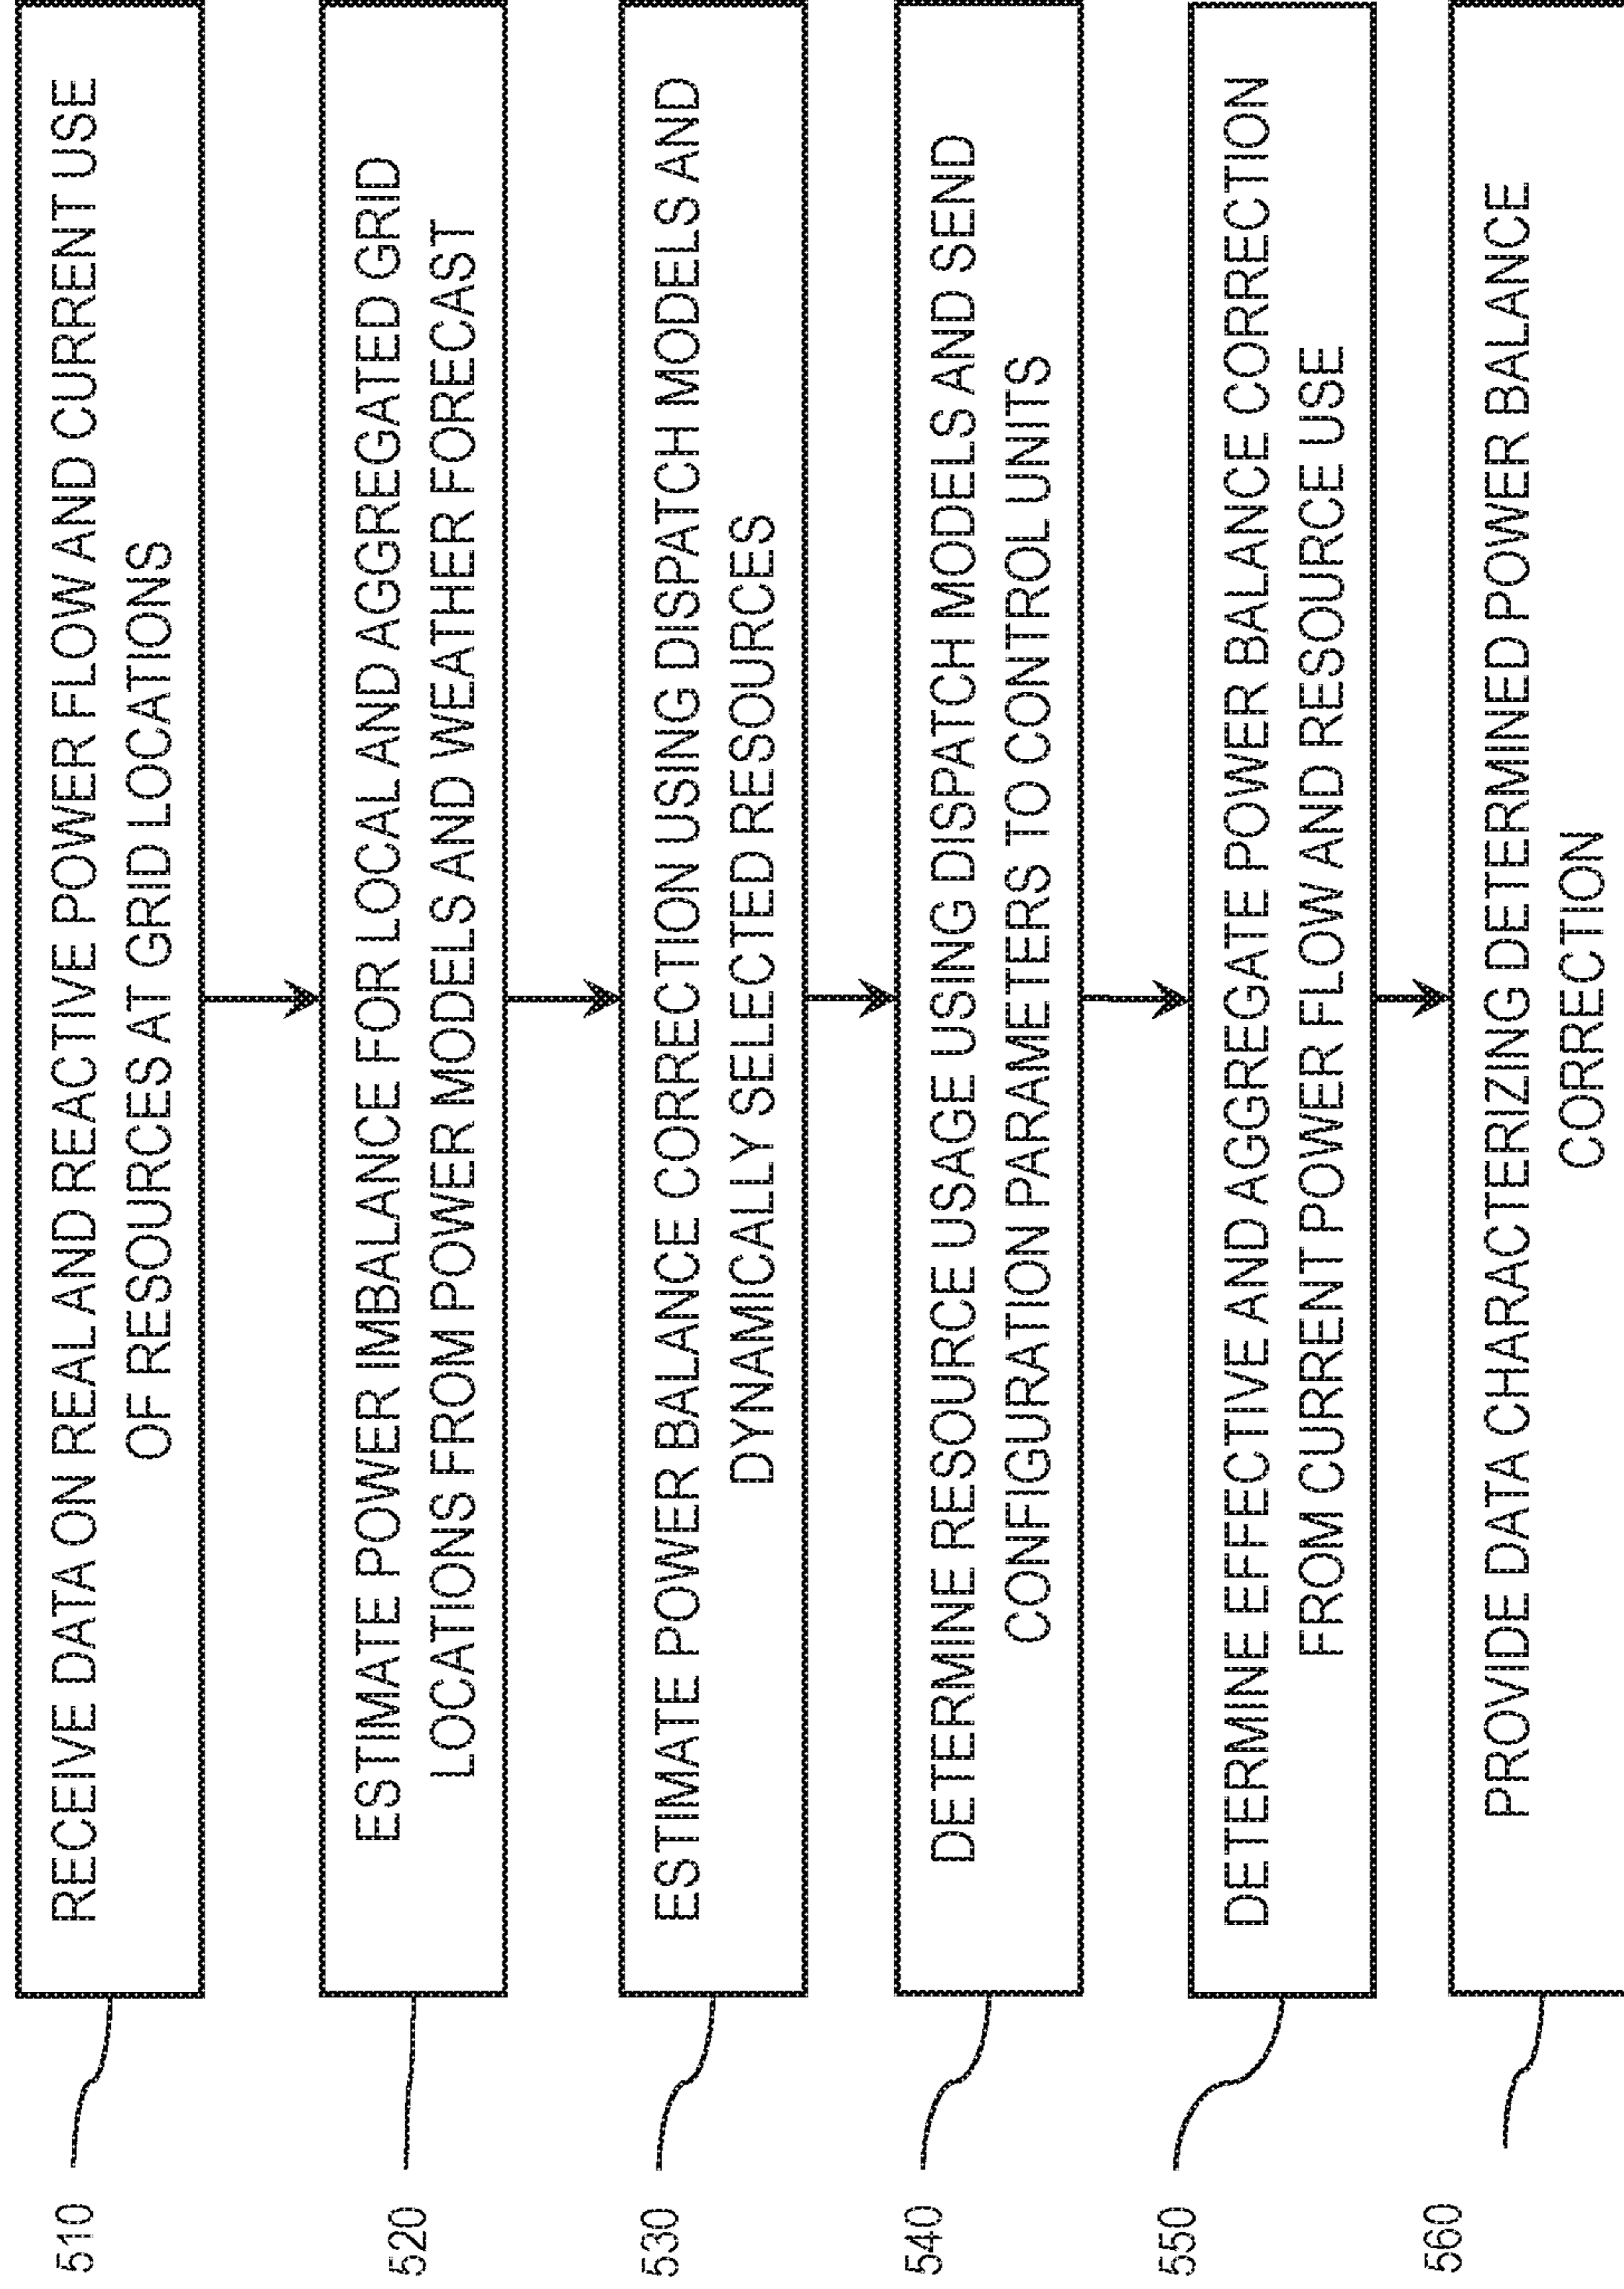 510
RECEIVE DATA ON REAL AND REACTIVE POWER FLOW AND CURRENT USE
OF RESOURCES AT GRID LOCATIONS
520
ESTIMATE POWER IMBALANCE FOR LOCAL AND AGGREGATED GRID
LOCATIONS FROM POWER MODELS AND WEATHER FORECAST
530
ESTIMATE POWER BALANCE CORRECTION USING DISPATCH MODELS AND
DYNAMICALLY SELECTED RESOURCES
540
DETERMINE RESOURCE USAGE USING DISPATCH MODELS AND SEND
CONFIGURATION PARAMETERS TO CONTROL UNITS
550
DETERMINE EFFECTIVE AND AGGREGATE POWER BALANCE CORRECTION
FROM CURRENT POWER FLOW AND RESOURCE USE
560
PROVIDE DATA CHARACTERIZING DETERMINED POWER BALANCE
CORRECTION